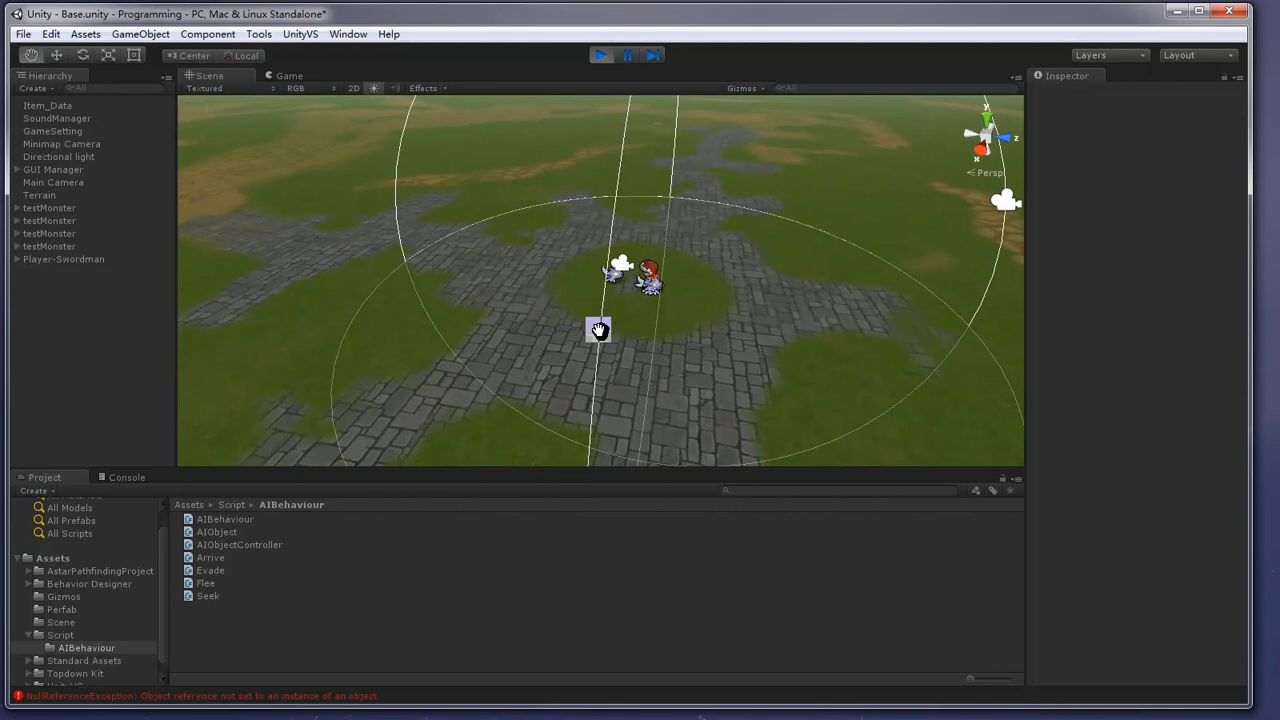 Unity - Base.unity - Programming - PC, Mac & Linux Standalone*
File Edit Assets GameObject Component Tools UnityVS Window Help
Center Local Layers Layout
Hierarchy Scene Game Inspector
Create All Textured RGB 2D Effects Gizmos All
Item_Data
SoundManager
GameSetting
Minimap Camera
Directional light
GUI Manager
Main Camera
Terrain
testMonster
testMonster
testMonster
testMonster
Player-Swordman
y
z
x
Persp
Project Console
Create
Assets Script AIBehaviour
All Models
All Prefabs
All Scripts
Assets
AstarPathfindingProject
Behavior Designer
Gizmos
Perfab
Scene
Script
AIBehaviour
Standard Assets
Topdown Kit
AIBehaviour
AIObject
AIObjectController
Arrive
Evade
Flee
Seek
NullReferenceException: Object reference not set to an instance of an object